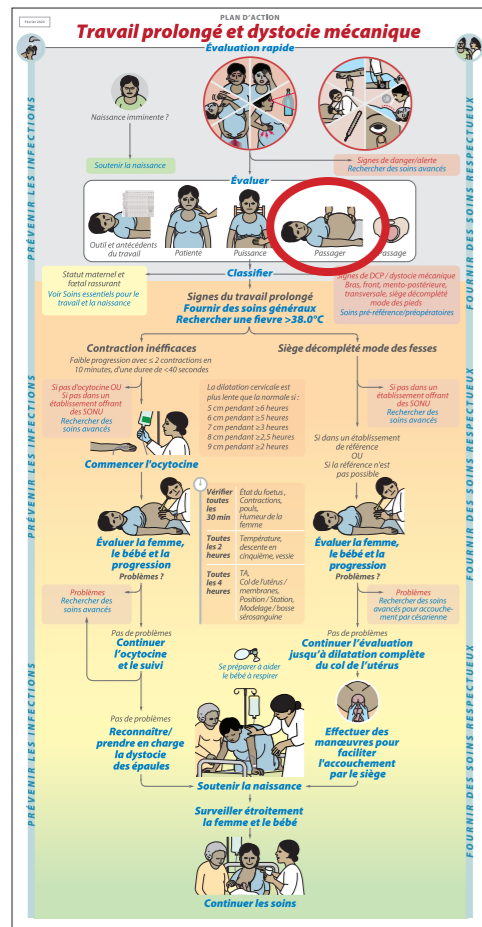 Février 2023
PLAN D'ACTION
Travail prolongé et dystocie mécanique
Évaluation rapide
PRÉVENIR LES INFECTIONS
FOURNIR DES SOINS RESPECTUEUX
Naissance imminente ?
Soutenir la naissance
Signes de danger/alerte
Rechercher des soins avancés
Évaluer
Outil et antécédents
du travail
Patiente
Puissance
Passager
Passage
Classifier
Statut maternel et
fœtal rassurant
Voir Soins essentiels pour le
travail et la naissance
Signes de DCP / dystocie mécanique
Bras, front, mento-postérieure,
transversale, siège décomplété
mode des pieds
Soins pré-référence/préopératoires
Signes du travail prolongé
Fournir des soins généraux
Rechercher une fievre >38.0°C
Contraction inéfficaces
Faible progression avec ≤ 2 contractions en
10 minutes, d'une duree de <40 secondes
Siège décomplété mode des fesses
Si pas d'ocytocine OU
Si pas dans un
établissement offrant
des SONU
Rechercher des
soins avancés
La dilatation cervicale est
plus lente que la normale si :
5 cm pendant ≥6 heures
6 cm pendant ≥5 heures
7 cm pendant ≥3 heures
8 cm pendant ≥2,5 heures
9 cm pendant ≥2 heures
Si pas dans un
établissement offrant
des SONU
Rechercher des
soins avancés
Commencer l'ocytocine
Si dans un établissement
de référence
OU
Si la référence n'est
pas possible
PRÉVENIR LES INFECTIONS
FOURNIR DES SOINS RESPECTUEUX
Vérifier
toutes
les
30 min
État du foetus,
Contractions,
pouls,
Humeur de la
femme
Toutes
les 2
heures
Température,
descente en
cinquième, vessie
Toutes
les 4
heures
TA,
Col de l'utérus /
membranes,
Position / Station,
Modelage / bosse
sérosanguine
Évaluer la femme,
le bébé et la
progression
Problèmes ?
Évaluer la femme,
le bébé et la
progression
Problèmes ?
Problèmes
Rechercher des
soins avancés
Problèmes
Rechercher des soins
avancés pour accouche-
ment par césarienne
Pas de problèmes
Continuer
l'ocytocine
et le suivi
Pas de problèmes
Continuer l'évaluation
jusqu'à dilatation complète
du col de l'utérus
Se préparer à aider
le bébé à respirer
PRÉVENIR LES INFECTIONS
FOURNIR DES SOINS RESPECTUEUX
Pas de problèmes
Reconnaître/
prendre en charge
la dystocie
des épaules
Effectuer des
manœuvres pour
faciliter
l'accouchement
par le siège
Soutenir la naissance
Surveiller étroitement
la femme et le bébé
Continuer les soins